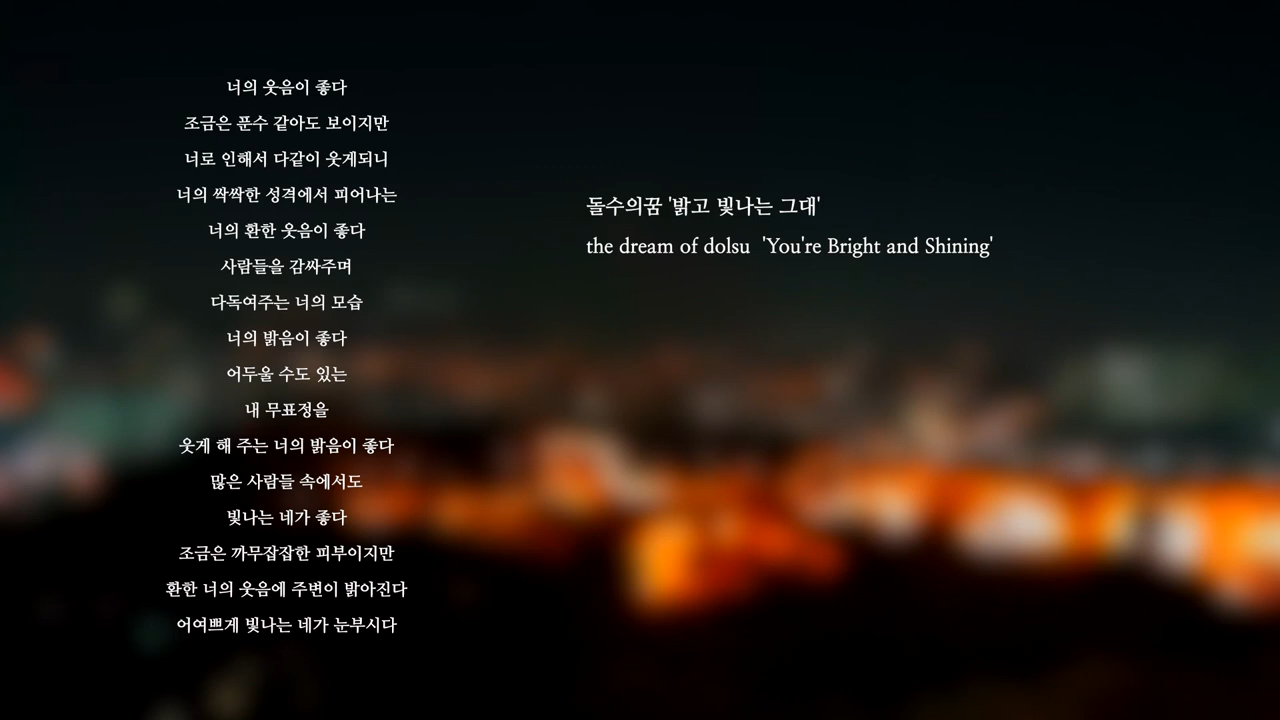 너의 웃음이 좋다
조금은 푼수 같아도 보이지만
너로 인해서 다같이 웃게되니
너의 싹싹한 성격에서 피어나는
너의 환한 웃음이 좋다
사람들을 감싸주며
다독여주는 너의 모습
너의 밝음이 좋다
어두울 수도 있는
내 무표정을
웃게 해 주는 너의 밝음이 좋다
많은 사람들 속에서도
빛나는 네가 좋다
조금은 까무잡잡한 피부이지만
환한 너의 웃음에 주변이 밝아진다
어여쁘게 빛나는 네가 눈부시다
돌수의꿈 '밝고 빛나는 그대'
the dream of dolsu 'You're Bright and Shining'